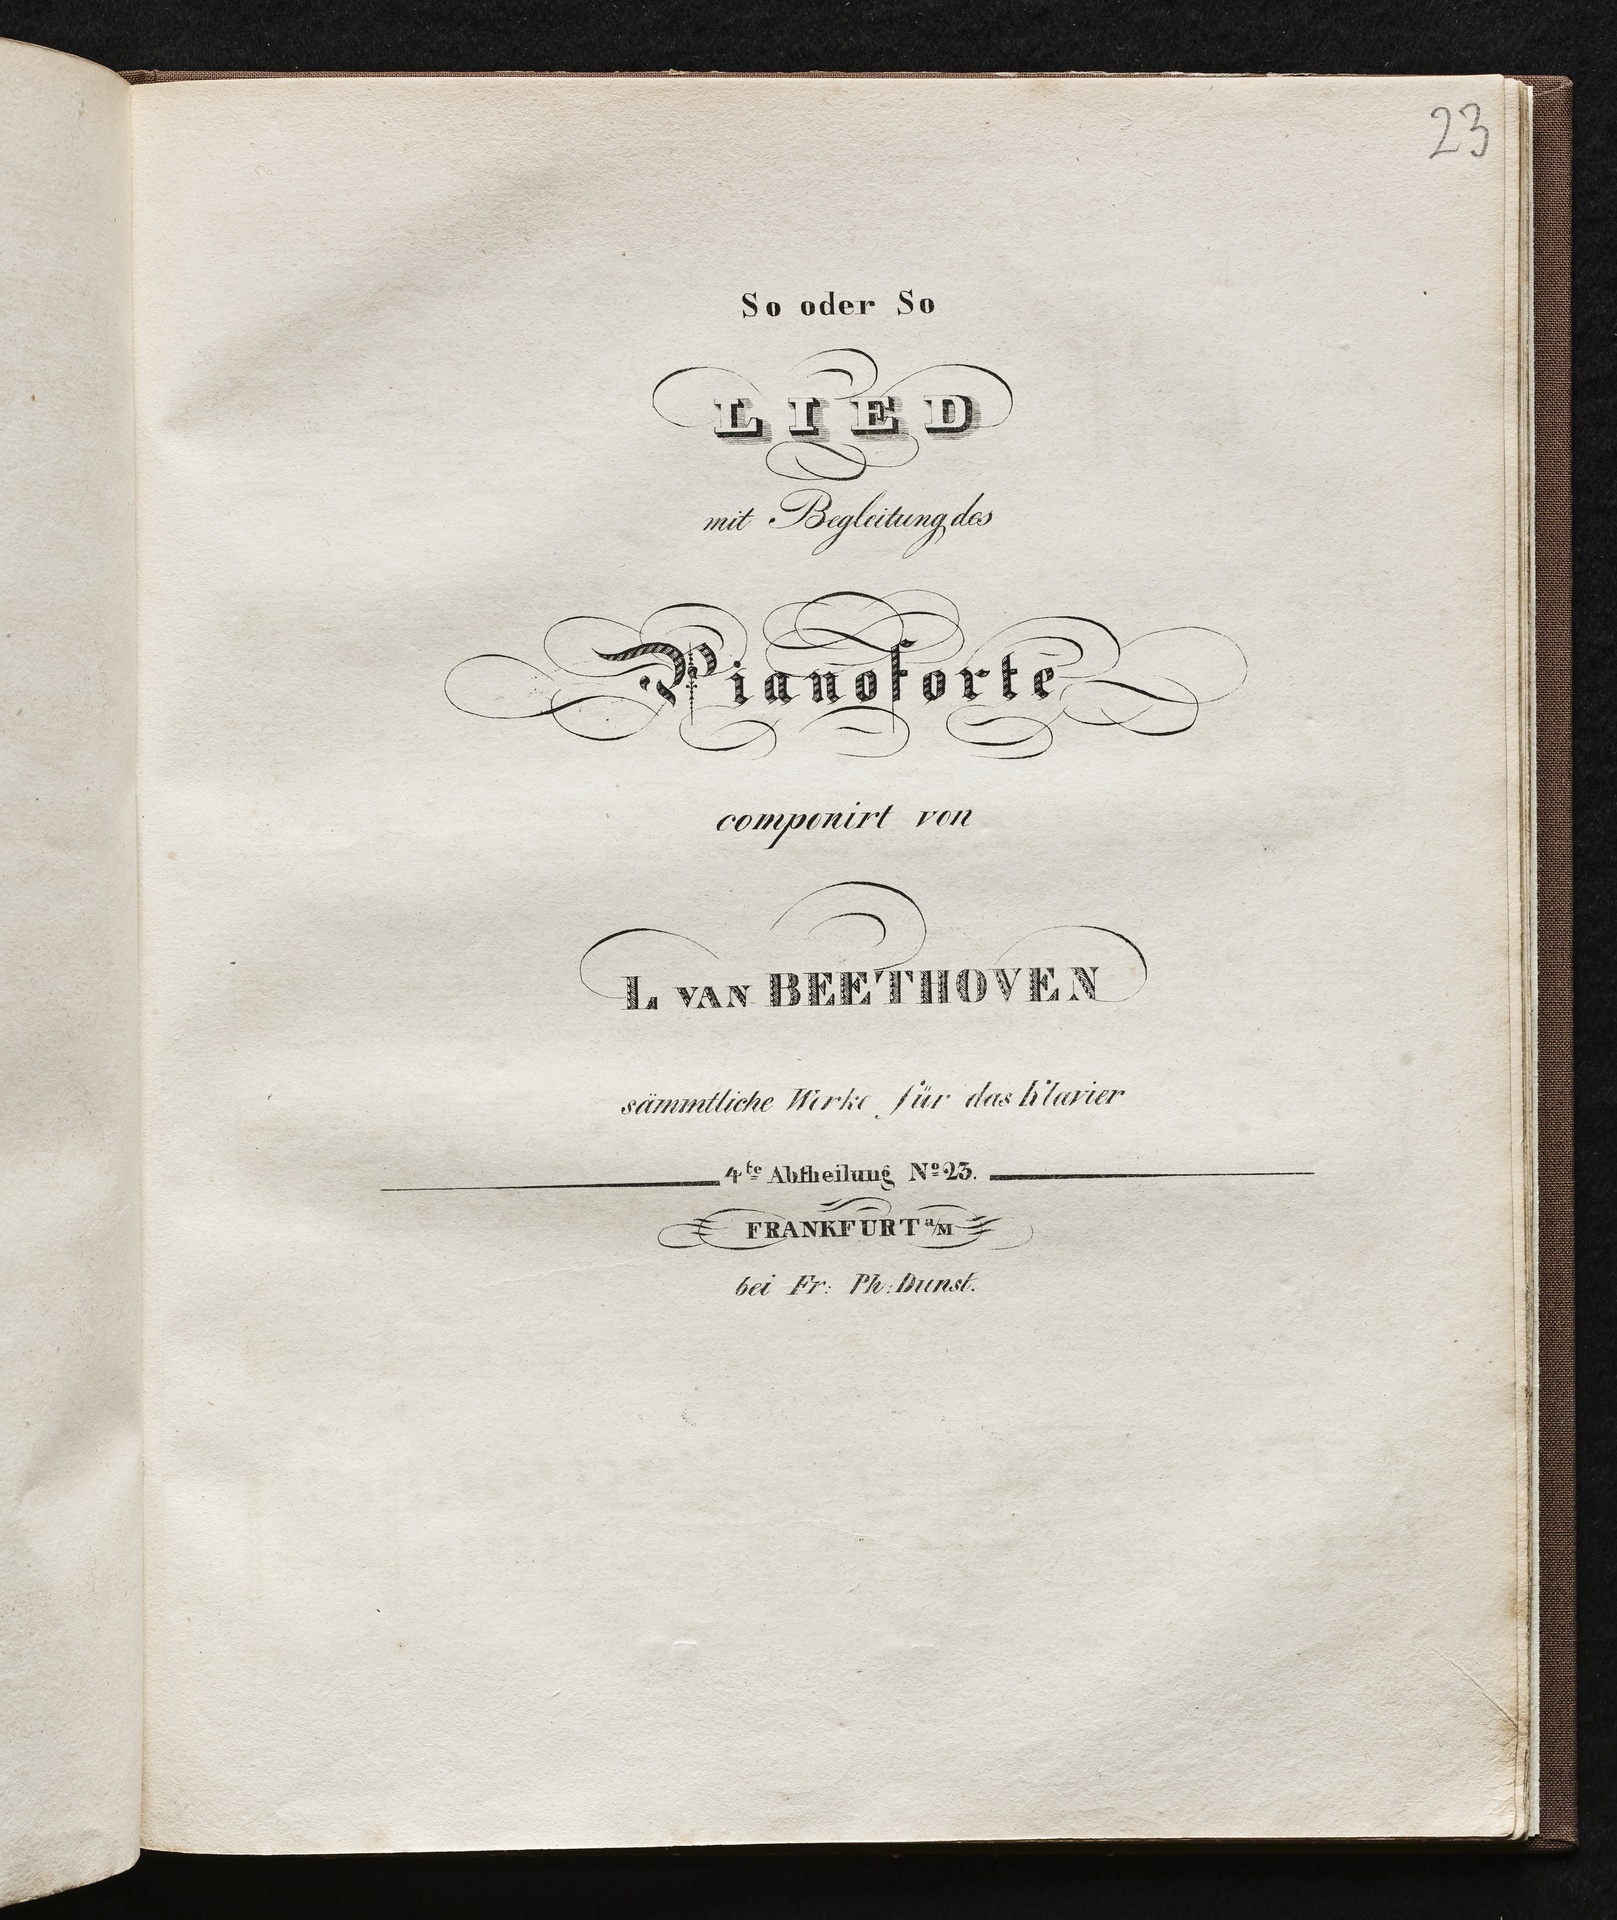 23
So oder So
LIED
mit Begleitung des
Pianoforte
componirt von
L VAN BEETHOVEN
sämmtliche Werke für das Klavier
4te Abtheilung No 23.
FRANKFURT a/M
bei Fr: Ph: Dunst.